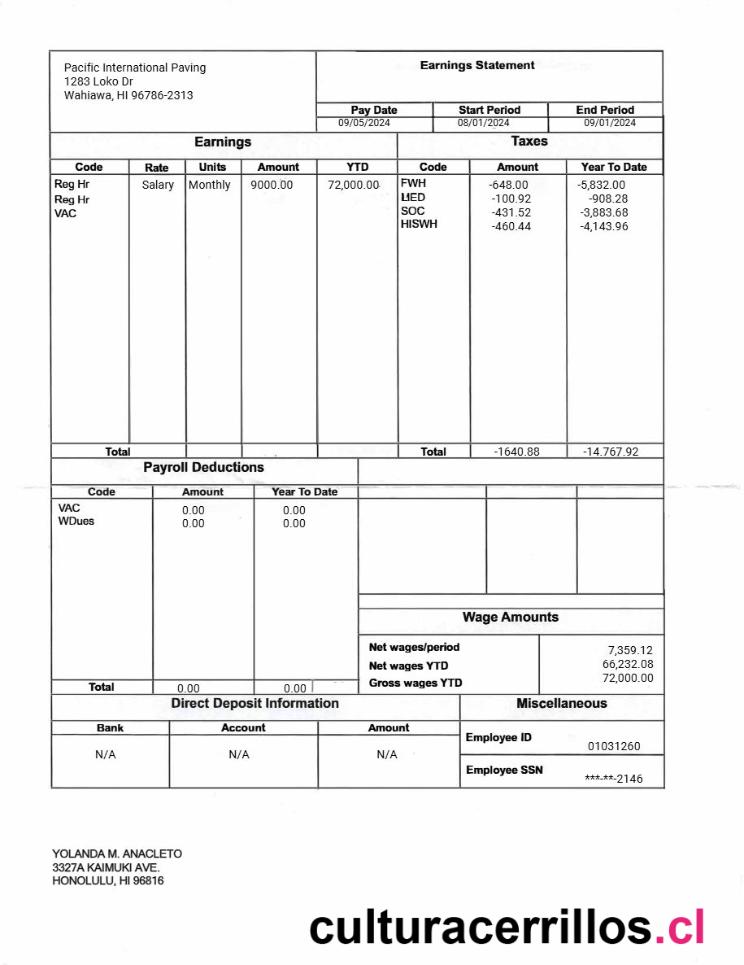 Pacific International Paving
1283 Loko Dr
Wahiawa, HI 96786-2313
Earnings Statement
Pay Date Start Period End Period
09/05/2024 08/01/2024 09/01/2024
Earnings Taxes
Code Rate Units Amount YTD Code Amount Year To Date
Reg Hr Salary Monthly 9000.00 72,000.00 FWH -648.00 -5,832.00
Reg Hr MED -100.92 -908.28
VAC SOC -431.52 -3,883.68
HISWH -460.44 -4,143.96
Total Total -1640.88 -14.767.92
Payroll Deductions
Code Amount Year To Date
VAC 0.00 0.00
WDues 0.00 0.00
Wage Amounts
Net wages/period 7,359.12
Net wages YTD 66,232.08
Gross wages YTD 72,000.00
Total 0.00 0.00
Direct Deposit Information Miscellaneous
Bank Account Amount
N/A N/A N/A
Employee ID 01031260
Employee SSN ***-**-2146
YOLANDA M. ANACLETO
3327A KAIMUKI AVE.
HONOLULU, HI 96816
culturacerrillos.cl